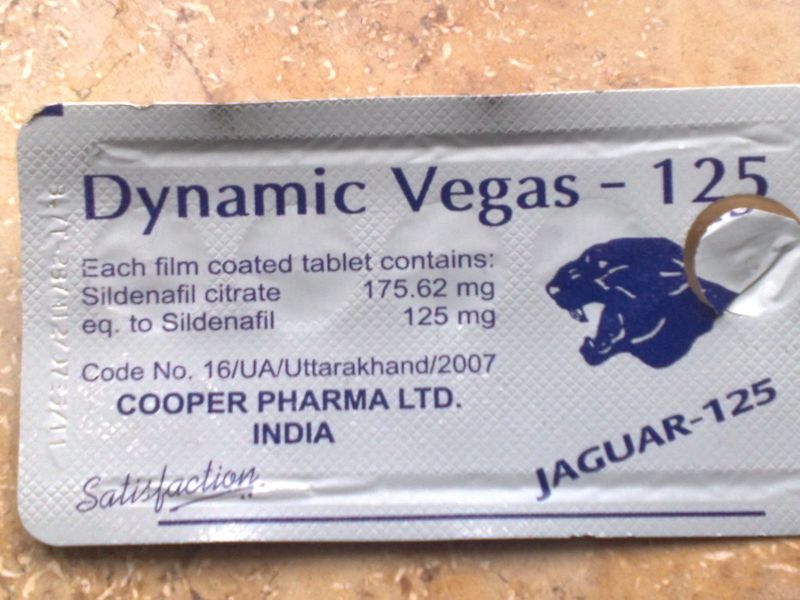 Dynamic Vegas - 125
Each film coated tablet contains:
Sildenafil citrate 175.62 mg
eq. to Sildenafil 125 mg
Code No. 16/UA/Uttarakhand/2007
COOPER PHARMA LTD.
INDIA
Satisfaction
JAGUAR-125